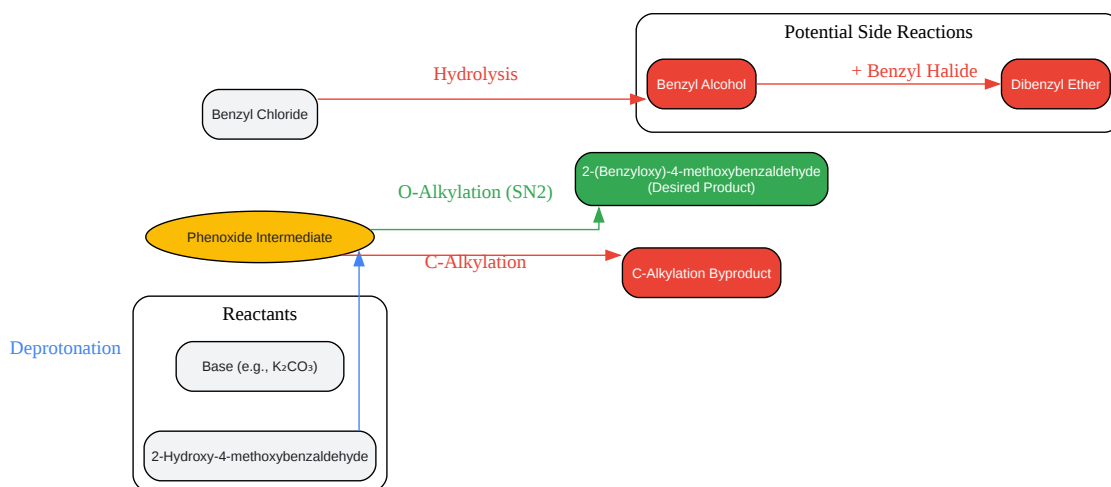 Potential Side Reactions
Hydrolysis
+ Benzyl Halide
Benzyl Alcohol
Dibenzyl Ether
Benzyl Chloride
2-(Benzyloxy)-4-methoxybenzaldehyde
(Desired Product)
O-Alkylation (SN2)
Phenoxide Intermediate
C-Alkylation
C-Alkylation Byproduct
Reactants
Deprotonation
Base (e.g., K₂CO₃)
2-Hydroxy-4-methoxybenzaldehyde